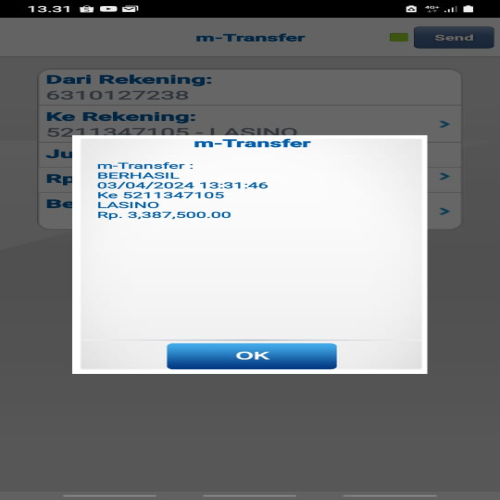 13.31
4G+
m-Transfer
Send
Dari Rekening:
6310127238
Ke Rekening:
5211347105 - LASINO
Ju
Rp
Be
m-Transfer
m-Transfer :
BERHASIL
03/04/2024 13:31:46
Ke 5211347105
LASINO
Rp. 3,387,500.00
OK